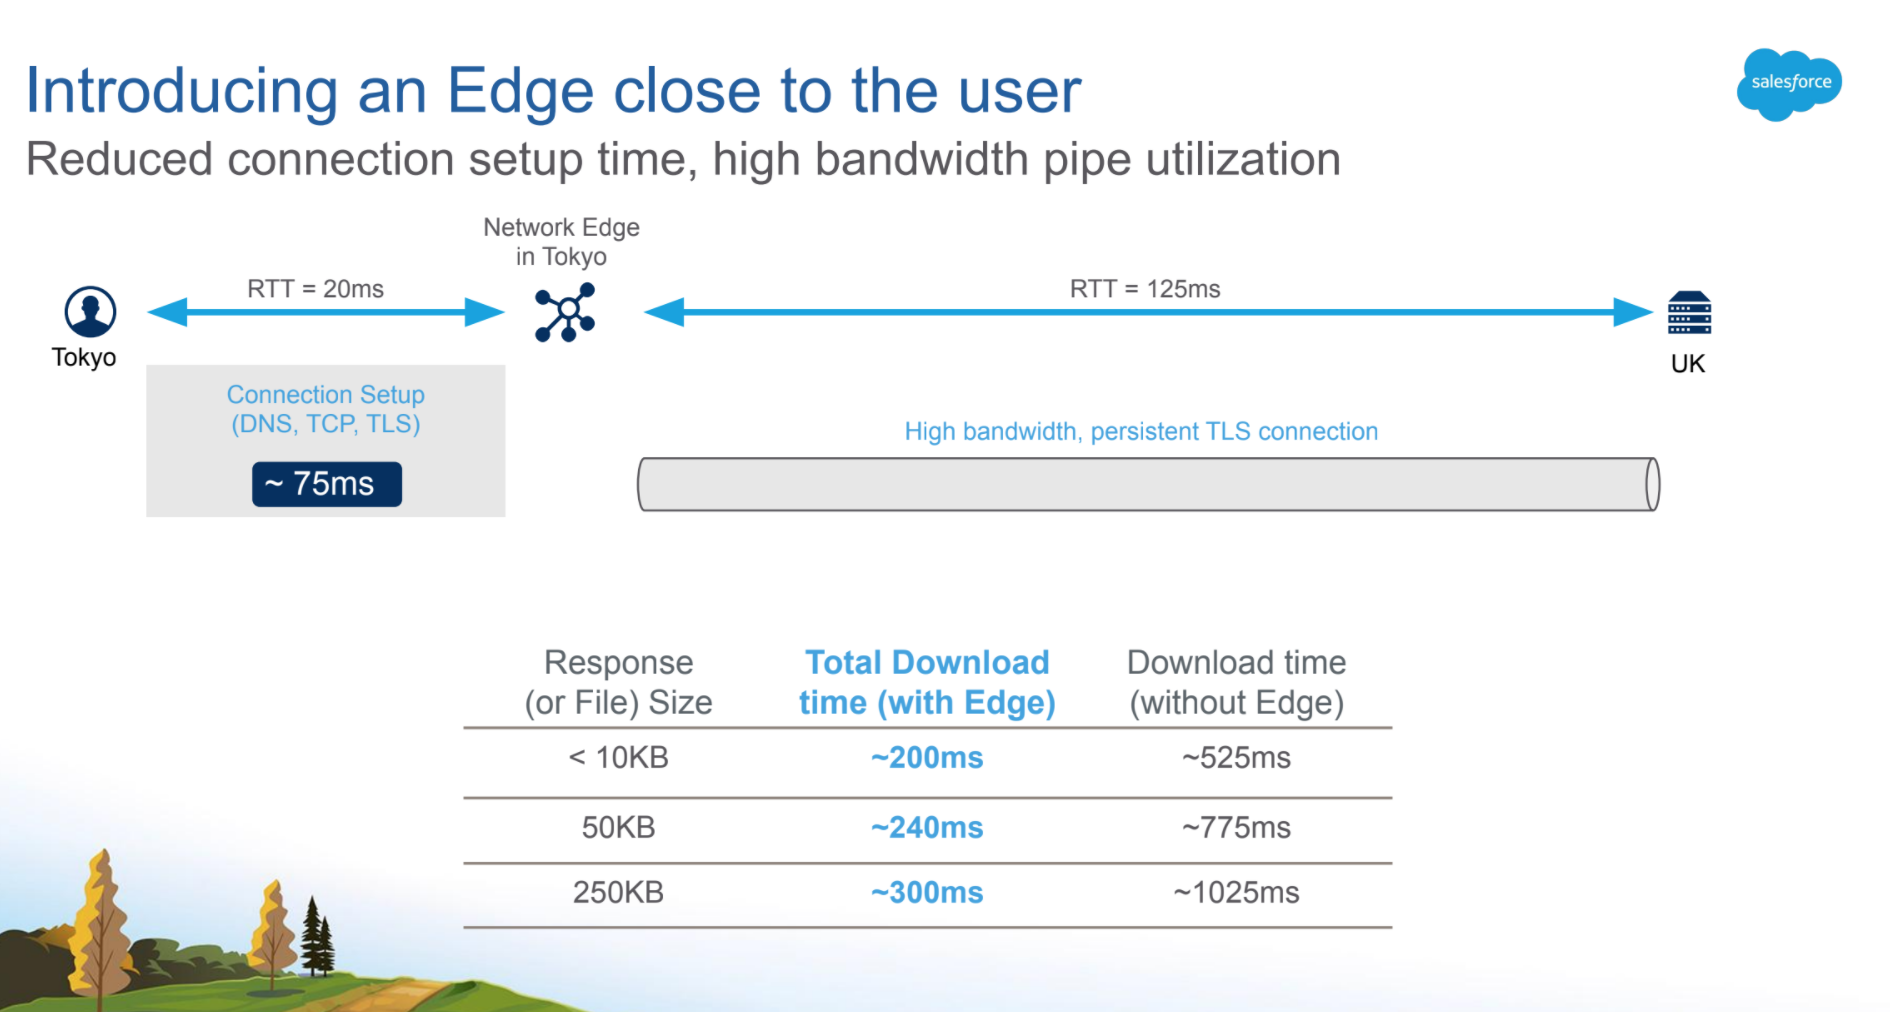 Introducing an Edge close to the user
salesforce
Reduced connection setup time, high bandwidth pipe utilization
Network Edge
in Tokyo
RTT = 20ms
RTT = 125ms
Tokyo
UK
Connection Setup
(DNS, TCP, TLS)
~ 75ms
High bandwidth, persistent TLS connection
Response
(or File) Size
Total Download
time (with Edge)
Download time
(without Edge)
< 10KB
~200ms
~525ms
50KB
~240ms
~775ms
250KB
~300ms
~1025ms